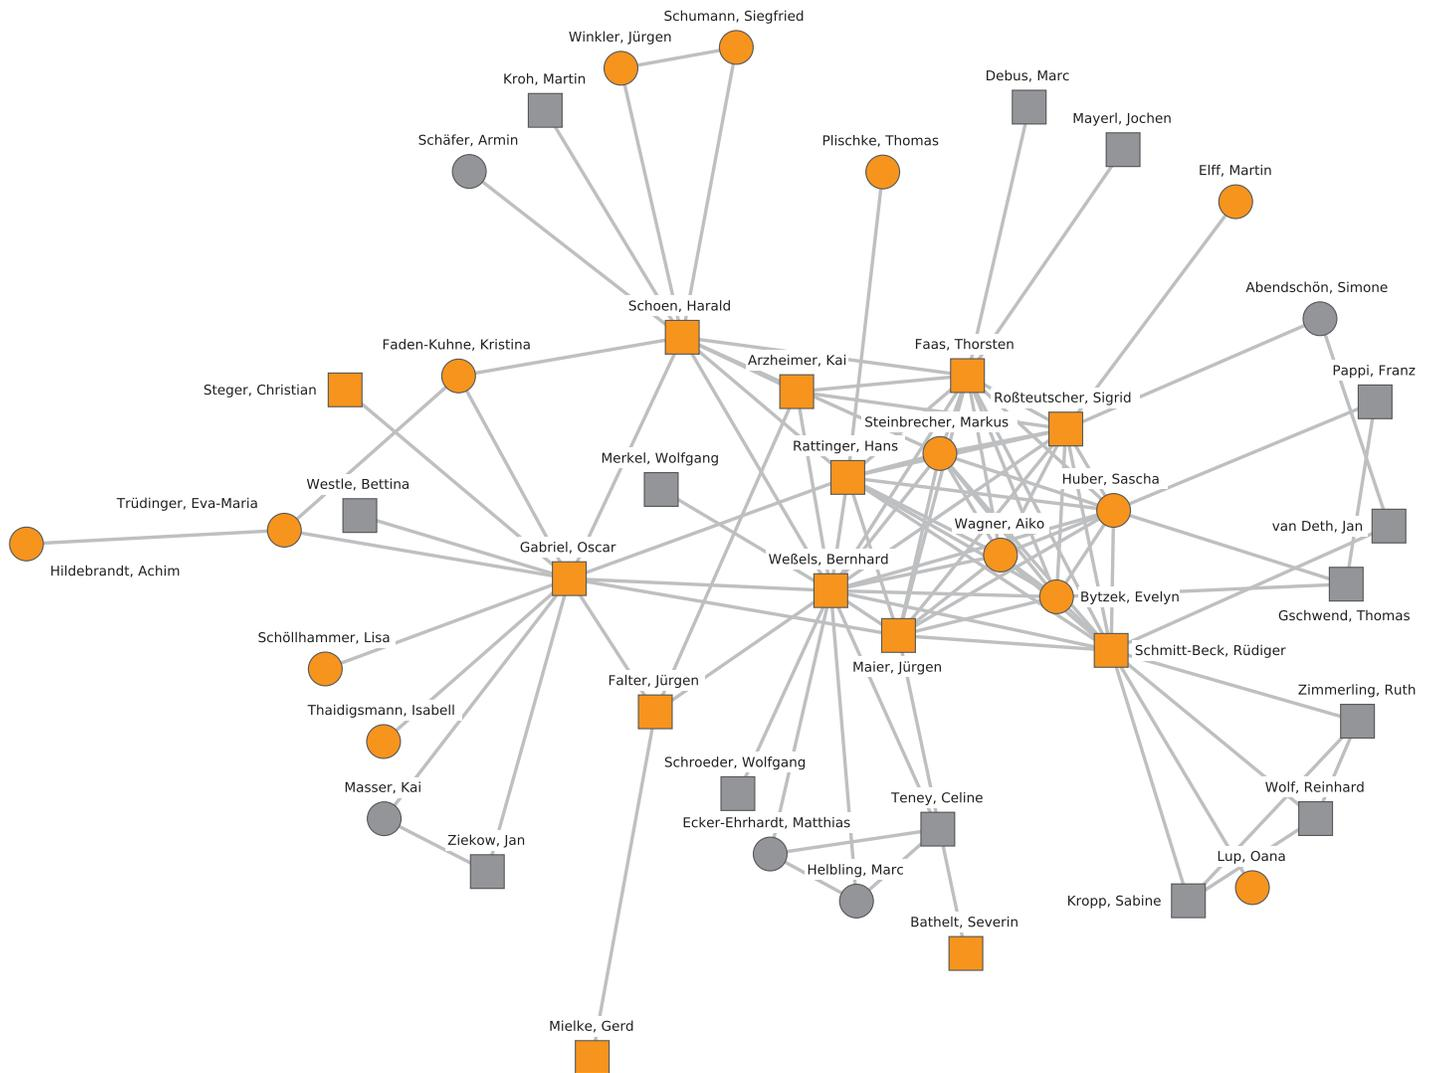 Schumann, Siegfried
Winkler, Jürgen
Kroh, Martin
Debus, Marc
Mayerl, Jochen
Schäfer, Armin
Plischke, Thomas
Elff, Martin
Abendschön, Simone
Schoen, Harald
Faden-Kuhne, Kristina
Faas, Thorsten
Arzheimer, Kai
Pappi, Franz
Steger, Christian
Roßteutscher, Sigrid
Steinbrecher, Markus
Rattinger, Hans
Merkel, Wolfgang
Huber, Sascha
Westle, Bettina
Trüdinger, Eva-Maria
Wagner, Aiko
van Deth, Jan
Gabriel, Oscar
Weßels, Bernhard
Hildebrandt, Achim
Bytzek, Evelyn
Gschwend, Thomas
Schöllhammer, Lisa
Schmitt-Beck, Rüdiger
Maier, Jürgen
Falter, Jürgen
Zimmerling, Ruth
Thaidigsmann, Isabell
Schroeder, Wolfgang
Masser, Kai
Wolf, Reinhard
Teney, Celine
Ecker-Ehrhardt, Matthias
Ziekow, Jan
Lup, Oana
Helbling, Marc
Kropp, Sabine
Bathelt, Severin
Mielke, Gerd